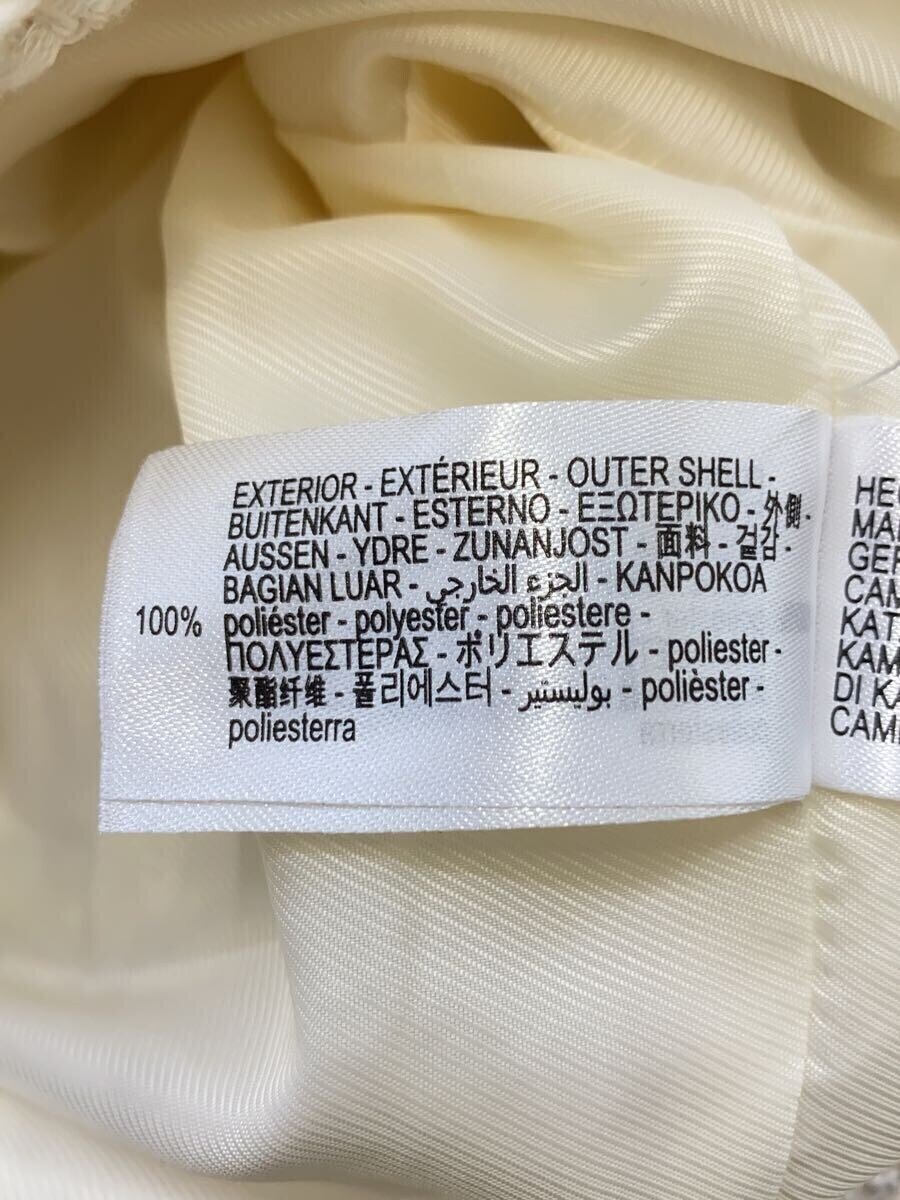 EXTERIOR - EXTÉRIEUR - OUTER SHELL -
BUITENKANT - ESTERNO - ΕΞΩΤΕΡΙΚΟ - 外側 -
AUSSEN - YDRE - ZUNANJOST - 面料 - 겉감 -
BAGIAN LUAR - الجزء الخارجي - KANPOKOA
100% poliéster - polyester - poliestere -
ΠΟΛΥΕΣΤΕΡΑΣ - ポリエステル - poliester -
聚酯纤维 - 폴리에스터 - بوليستير - polièster -
poliesterra